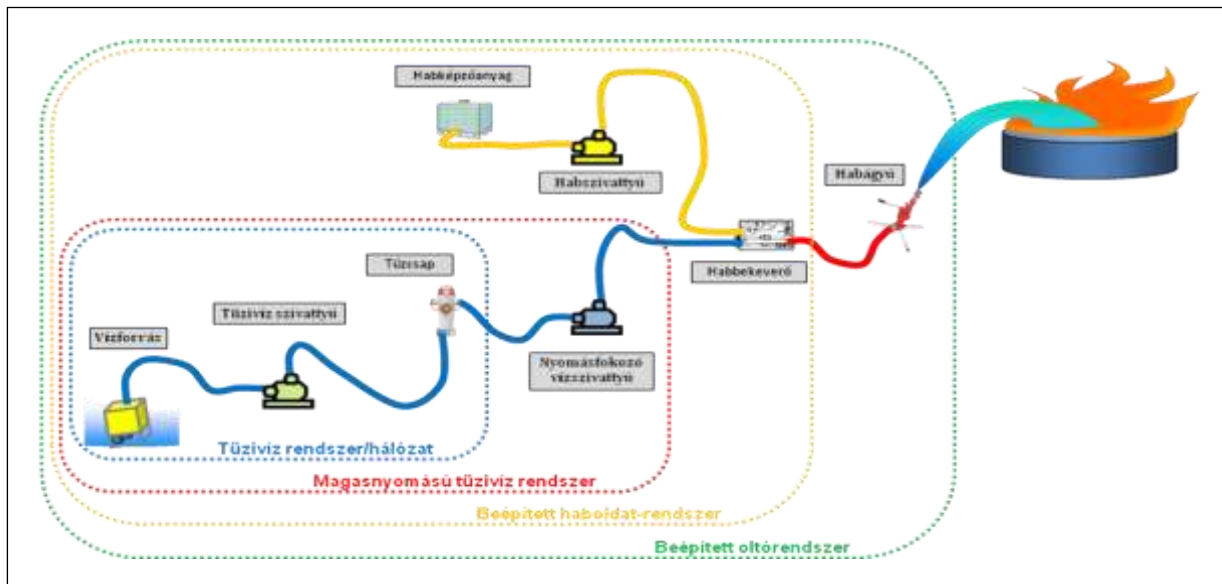 Habképzőanyag
Habszivattyú
Habágyú
Habbekeverő
Tűzcsap
Tűzivíz szivattyú
Vízforrás
Nyomásfokozó
vízszivattyú
Tűzivíz rendszer/hálózat
Magasnyomású tűzivíz rendszer
Beépített haboldat-rendszer
Beépített oltórendszer